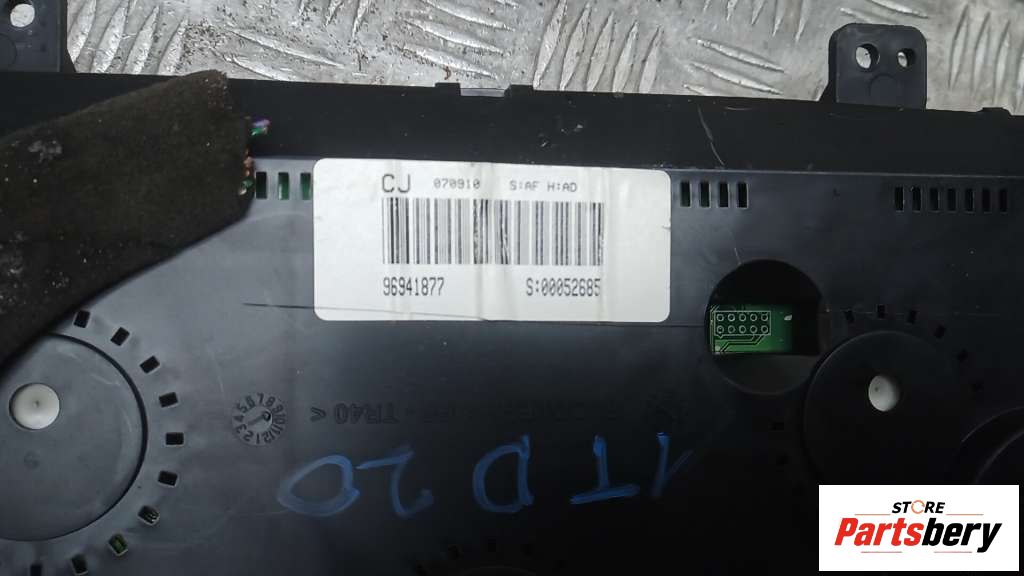 CJ 070910 S:AF H:AD
96941877 S:00052685
TR40<
1TD20
STORE
Partsbery